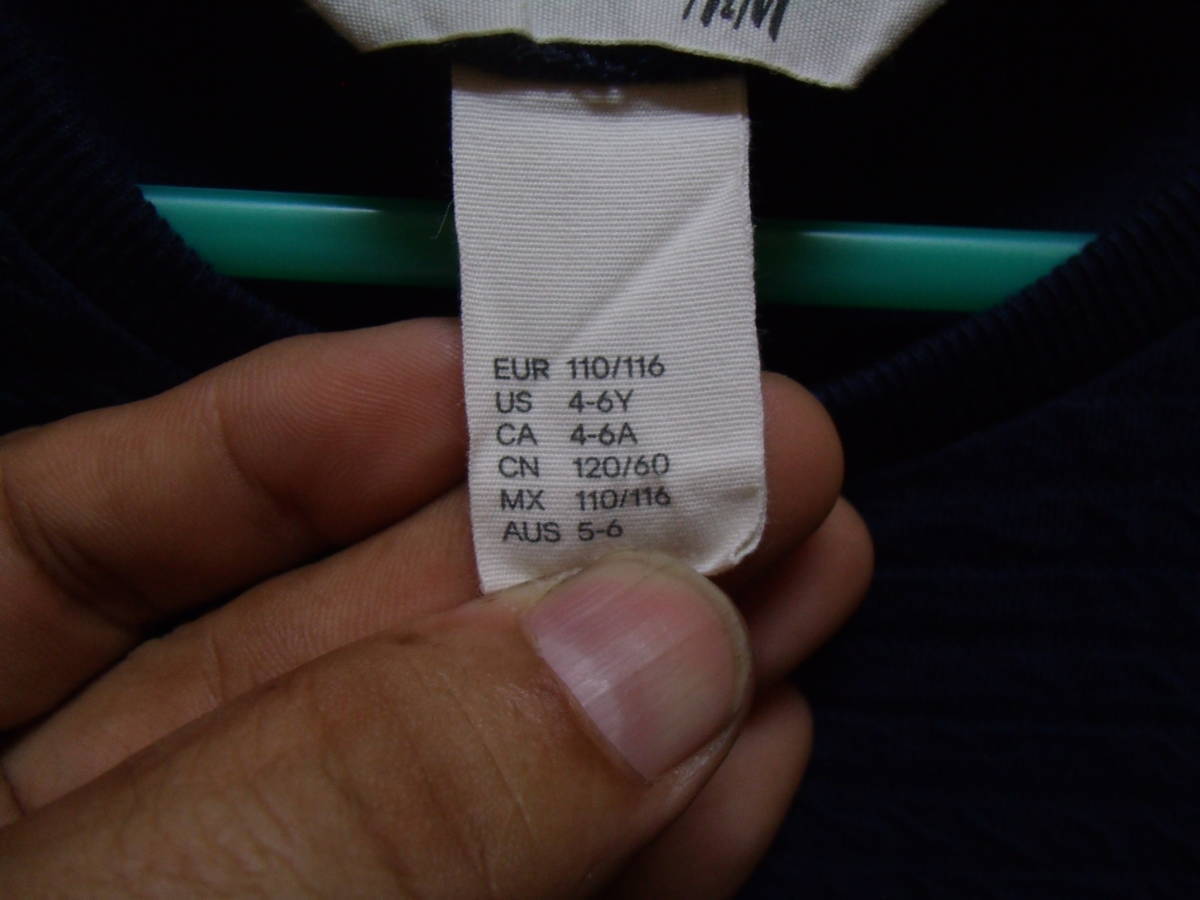 EUR 110/116
US 4-6Y
CA 4-6A
CN 120/60
MX 110/116
AUS 5-6